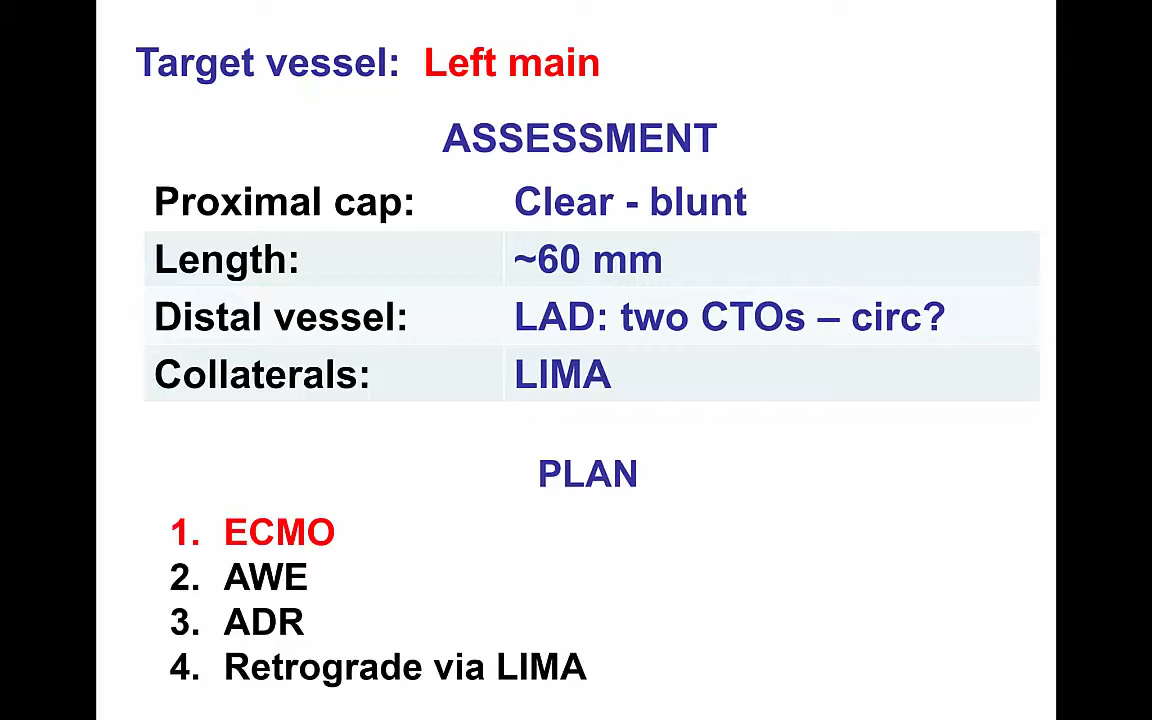 Target vessel: Left main
ASSESSMENT
Proximal cap: Clear - blunt
Length: ~60 mm
Distal vessel: LAD: two CTOs – circ?
Collaterals: LIMA
PLAN
1. ECMO
2. AWE
3. ADR
4. Retrograde via LIMA